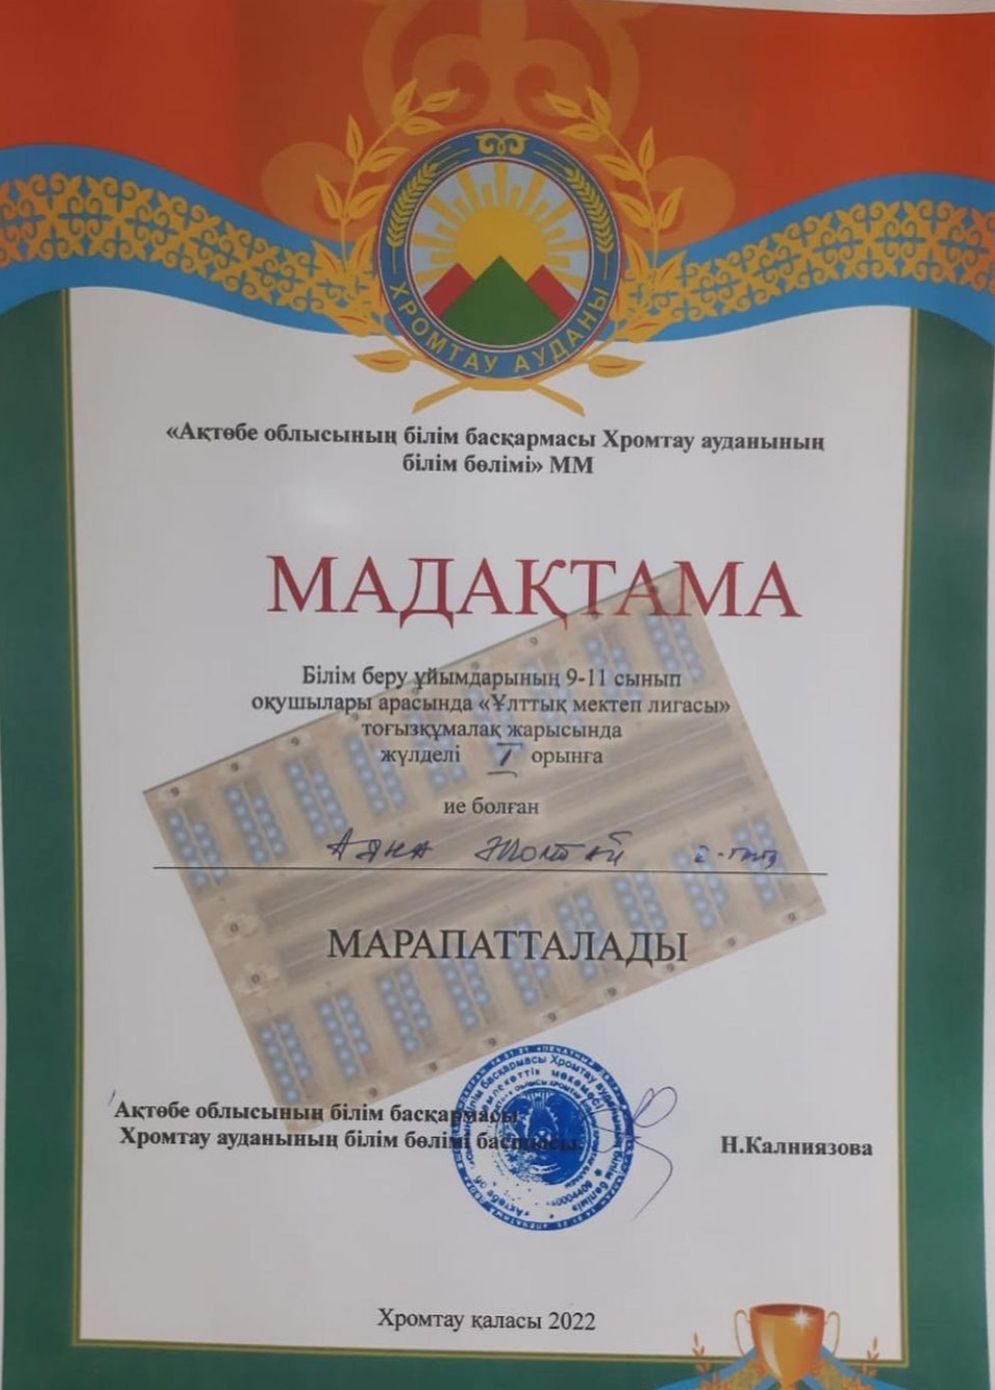 ХРОМТАУ АУДАНЫ
«Ақтөбе облысының білім басқармасы Хромтау ауданының
білім бөлімі» ММ
МАДАҚТАМА
Білім беру ұйымдарының 9-11 сынып
оқушылары арасында «Ұлттық мектеп лигасы»
тоғызқұмалақ жарысында
жүлделі I орынға
ие болған
Аяна
МАРАПАТТАЛАДЫ
Ақтөбе облысының білім басқармасы
Хромтау ауданының білім бөлімі басшысы
Н.Калниязова
Хромтау қаласы 2022